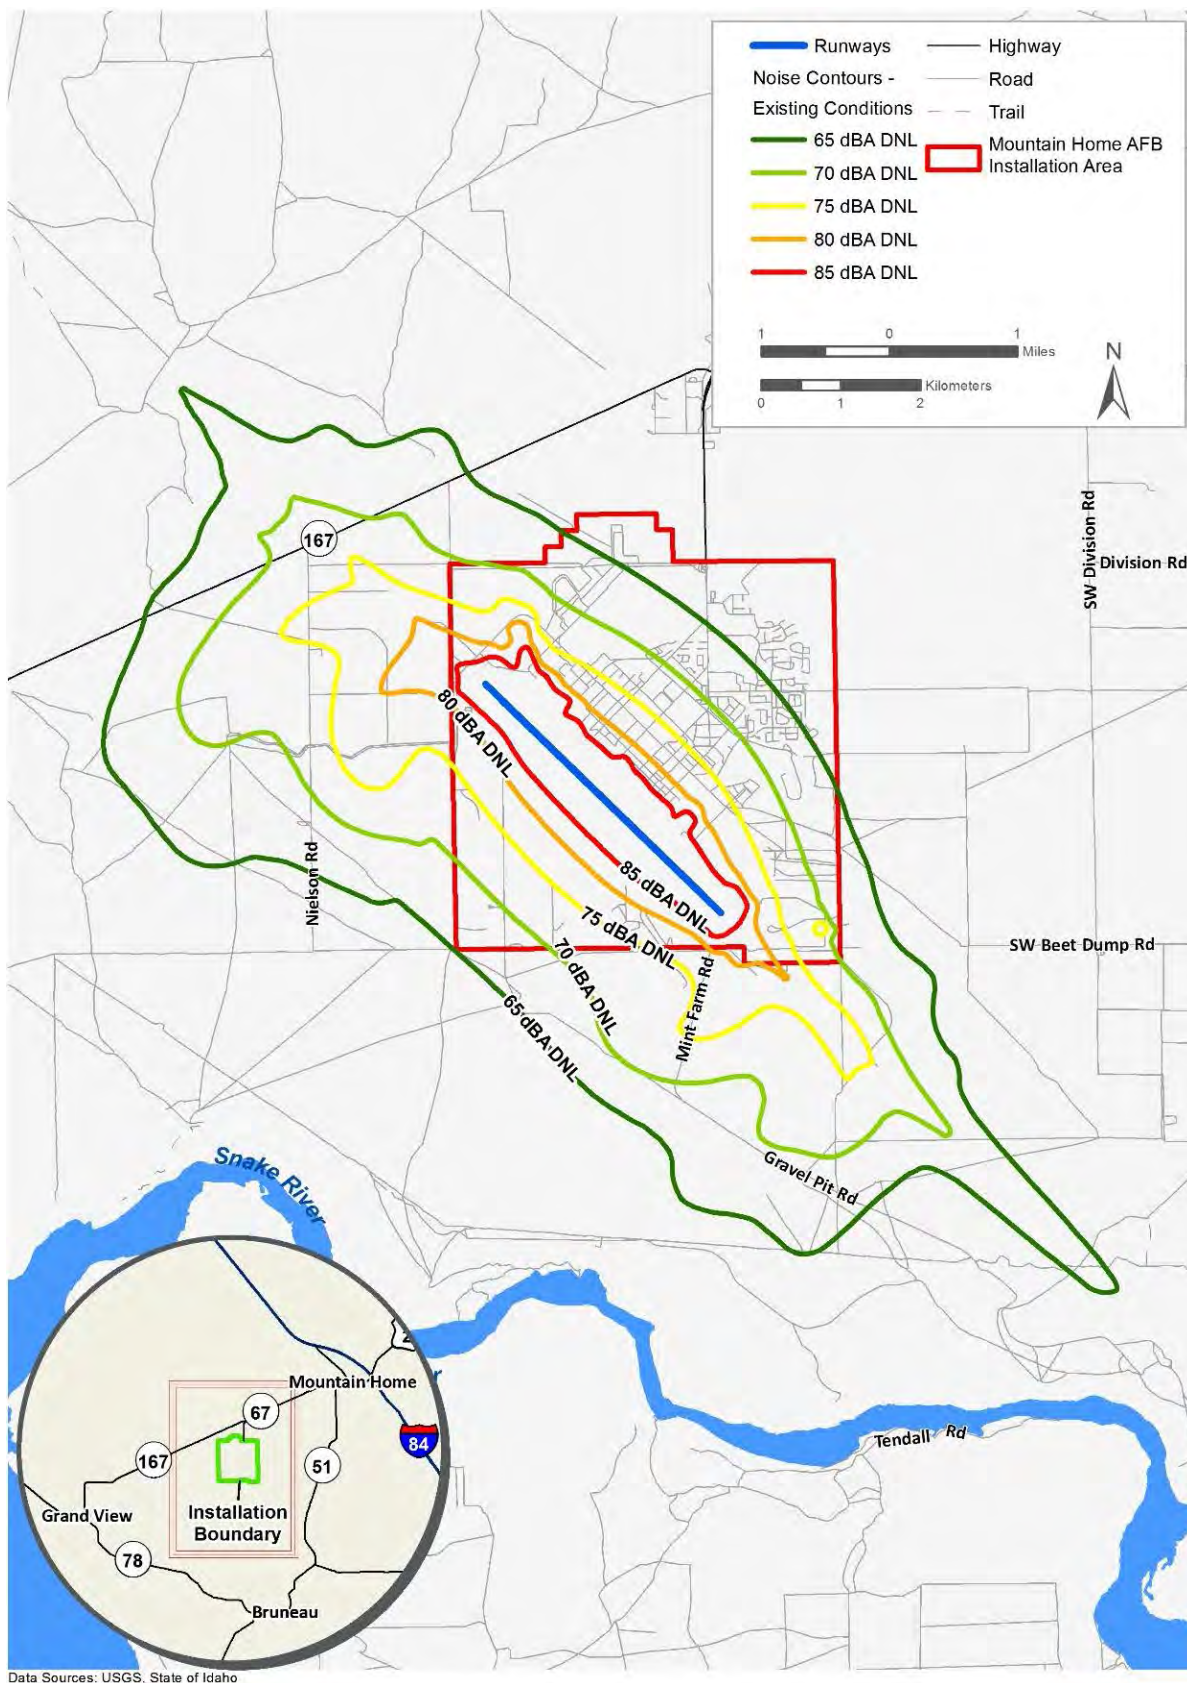 Runways
Noise Contours -
Existing Conditions
65 dBA DNL
70 dBA DNL
75 dBA DNL
80 dBA DNL
85 dBA DNL
Highway
Road
Trail
Mountain Home AFB
Installation Area
1 0 1
Miles
Kilometers
0 1 2
N
167
SW Division Rd
Division Rd
80 dBA DNL
Nielson Rd
85 dBA DNL
75 dBA DNL
70 dBA DNL
65 dBA DNL
Mint Farm Rd
SW Beet Dump Rd
Gravel Pit Rd
Snake River
Tendall Rd
Mountain Home
67
167
51
84
Grand View
Installation
Boundary
78
Bruneau
Data Sources: USGS, State of Idaho